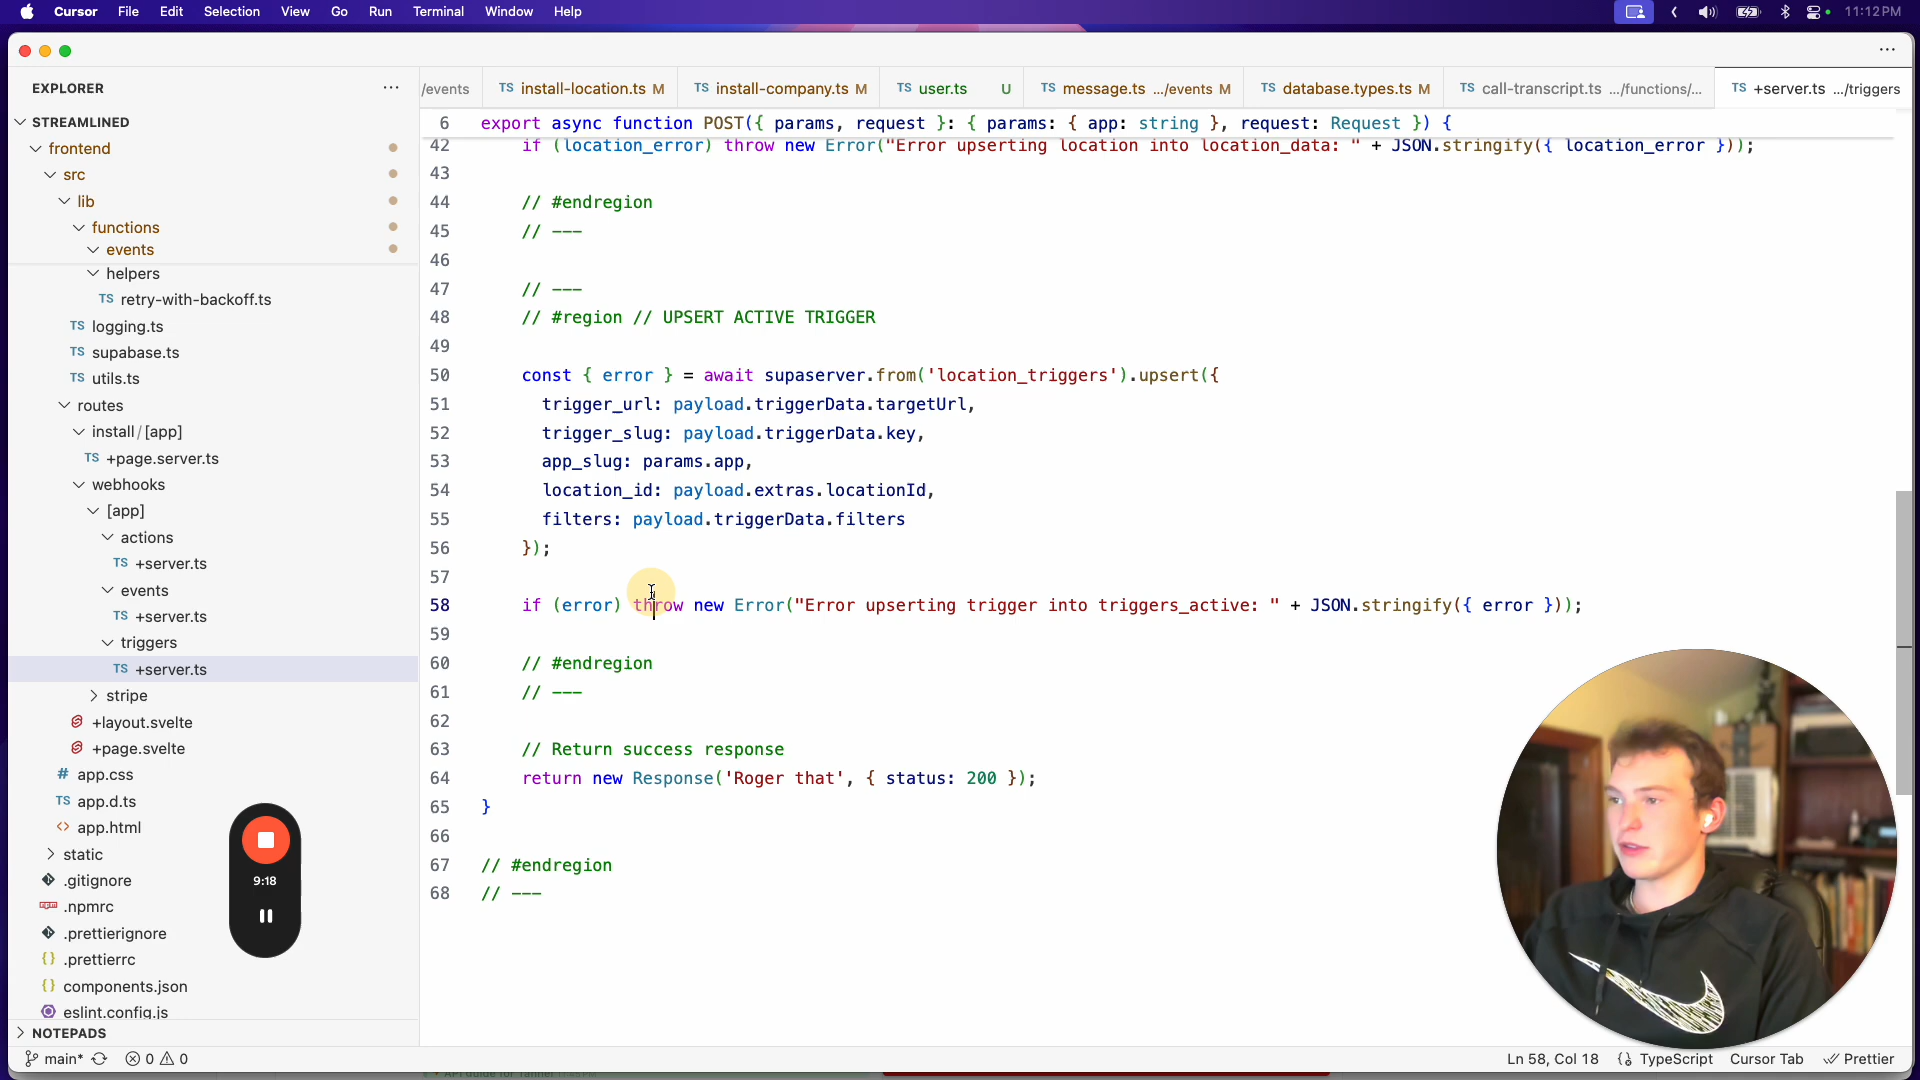 Cursor File Edit Selection View Go Run Terminal Window Help 11:12PM
EXPLORER
/events
TS install-location.ts M
TS install-company.ts M
TS user.ts U
TS message.ts .../events M
TS database.types.ts M
TS call-transcript.ts .../functions/...
TS +server.ts .../triggers
STREAMLINED
frontend
src
lib
functions
events
helpers
TS retry-with-backoff.ts
TS logging.ts
TS supabase.ts
TS utils.ts
routes
install/[app]
TS +page.server.ts
webhooks
[app]
actions
TS +server.ts
events
TS +server.ts
triggers
TS +server.ts
stripe
+layout.svelte
+page.svelte
# app.css
TS app.d.ts
<> app.html
static
.gitignore
.npmrc
.prettierignore
{} .prettierrc
{} components.json
eslint.config.js
NOTEPADS
9:18
6 export async function POST({ params, request }: { params: { app: string }, request: Request }) {
42 if (location_error) throw new Error("Error upserting location into location_data: " + JSON.stringify({ location_error }));
43
44 // #endregion
45 // ---
46
47 // ---
48 // #region // UPSERT ACTIVE TRIGGER
49
50 const { error } = await supaserver.from('location_triggers').upsert({
51 trigger_url: payload.triggerData.targetUrl,
52 trigger_slug: payload.triggerData.key,
53 app_slug: params.app,
54 location_id: payload.extras.locationId,
55 filters: payload.triggerData.filters
56 });
57
58 if (error) throw new Error("Error upserting trigger into triggers_active: " + JSON.stringify({ error }));
59
60 // #endregion
61 // ---
62
63 // Return success response
64 return new Response('Roger that', { status: 200 });
65 }
66
67 // #endregion
68 // ---
main* 0 0
Ln 58, Col 18 {} TypeScript Cursor Tab Prettier